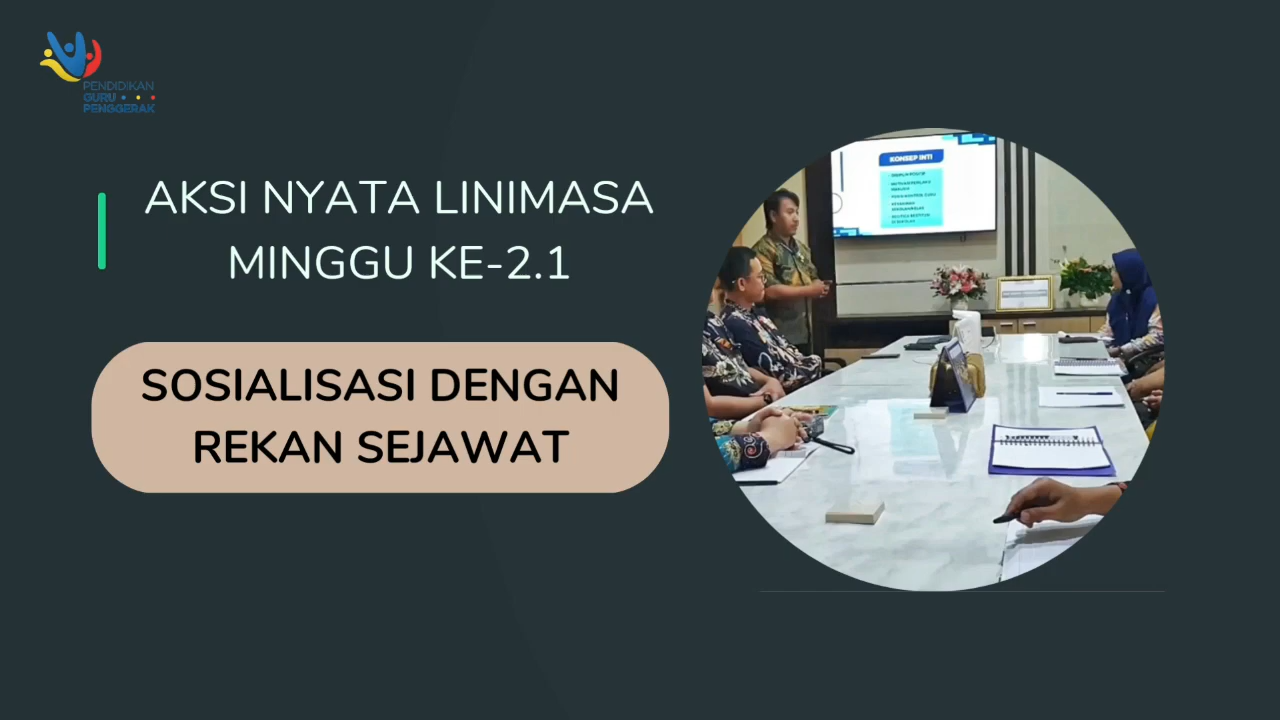 PENDIDIKAN
GURU
PENGGERAK
AKSI NYATA LINIMASA
MINGGU KE-2.1
SOSIALISASI DENGAN
REKAN SEJAWAT
KONSEP INTI